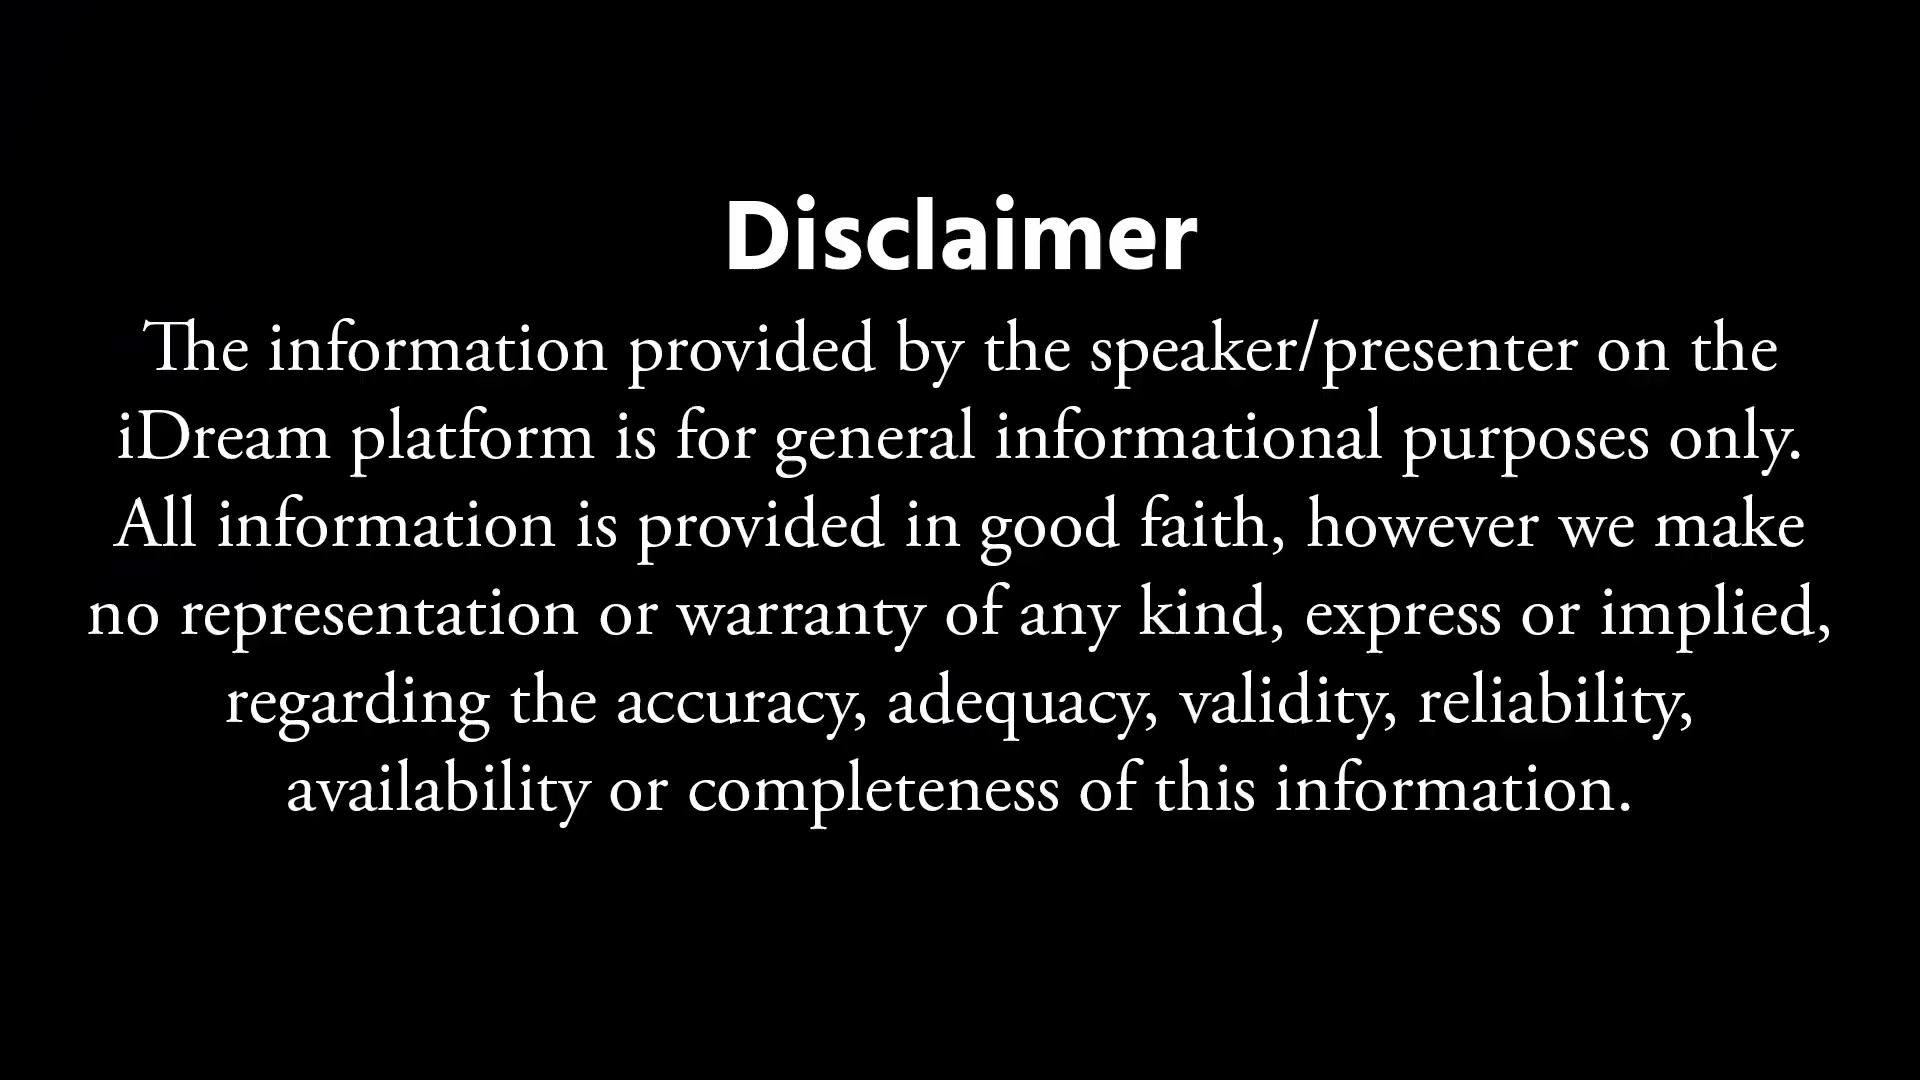 Disclaimer
The information provided by the speaker/presenter on the
iDream platform is for general informational purposes only.
All information is provided in good faith, however we make
no representation or warranty of any kind, express or implied,
regarding the accuracy, adequacy, validity, reliability,
availability or completeness of this information.